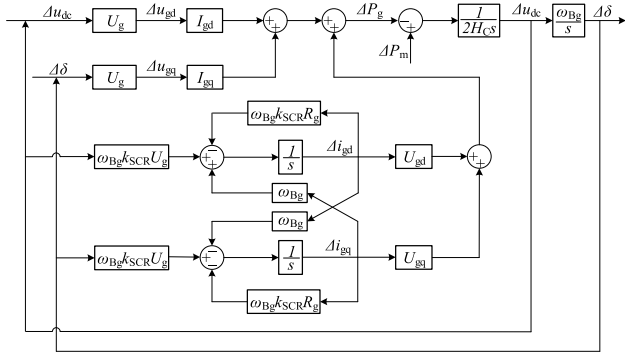 Δu_dc U_g Δu_gd I_gd + + + + ΔP_g − + 1/2H_C s Δu_dc ω_Bg/s Δδ
ΔP_m
Δδ U_g Δu_gq I_gq
ω_Bg k_SCR R_g
ω_Bg k_SCR U_g − + + 1/s Δi_gd U_gd + +
ω_Bg
ω_Bg
ω_Bg k_SCR U_g − + − 1/s Δi_gq U_gq
ω_Bg k_SCR R_g